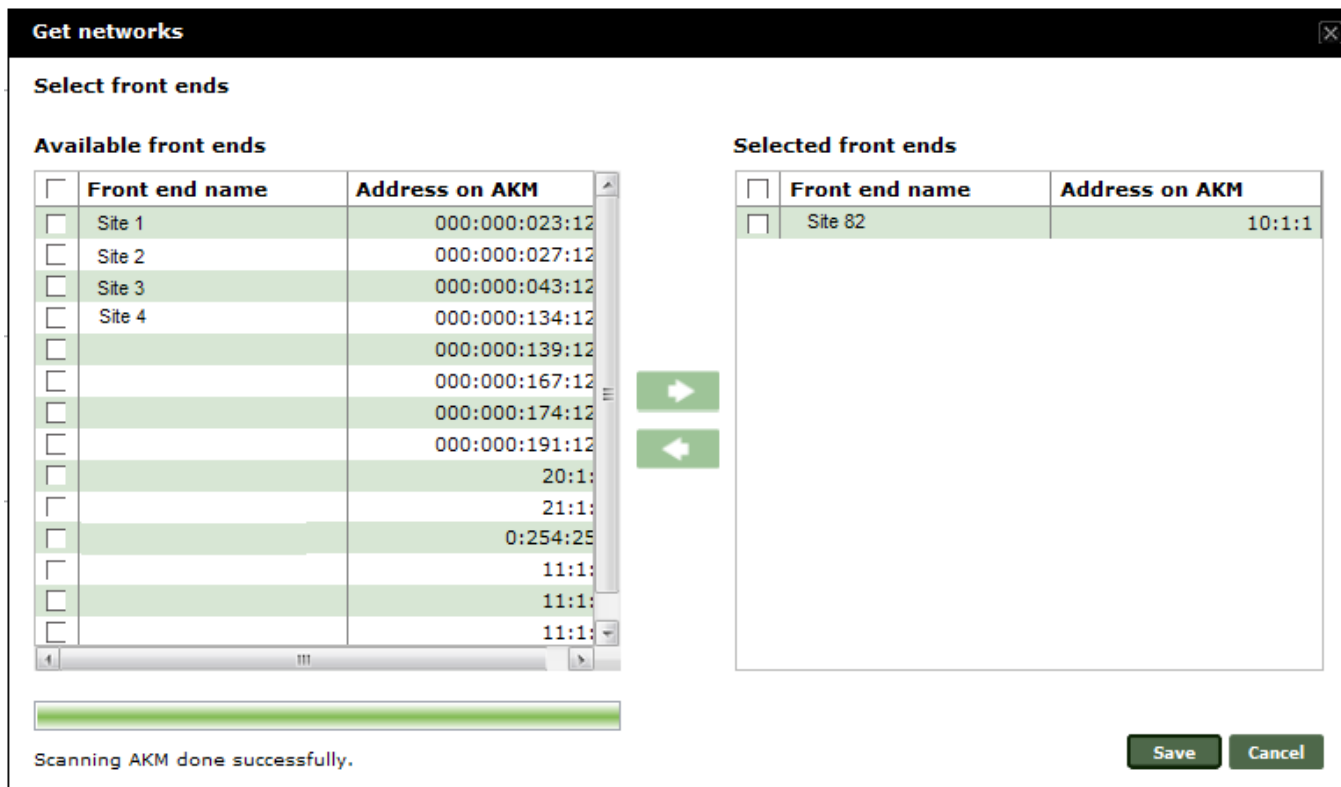 Get networks
Select front ends
Available front ends
Front end name Address on AKM
Site 1 000:000:023:12
Site 2 000:000:027:12
Site 3 000:000:043:12
Site 4 000:000:134:12
000:000:139:12
000:000:167:12
000:000:174:12
000:000:191:12
20:1:
21:1:
0:254:25
11:1:
11:1:
11:1:
Scanning AKM done successfully.
Selected front ends
Front end name Address on AKM
Site 82 10:1:1
Save Cancel